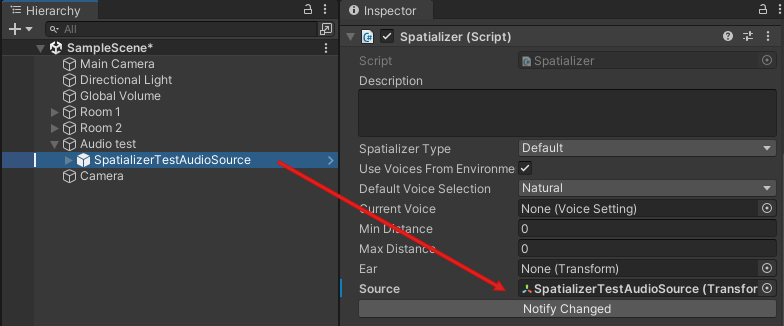 Hierarchy
All
SampleScene*
Main Camera
Directional Light
Global Volume
Room 1
Room 2
Audio test
SpatializerTestAudioSource
Camera
Inspector
Spatializer (Script)
Script Spatializer
Description
Spatializer Type Default
Use Voices From Environme
Default Voice Selection Natural
Current Voice None (Voice Setting)
Min Distance 0
Max Distance 0
Ear None (Transform)
Source SpatializerTestAudioSource (Transfor
Notify Changed